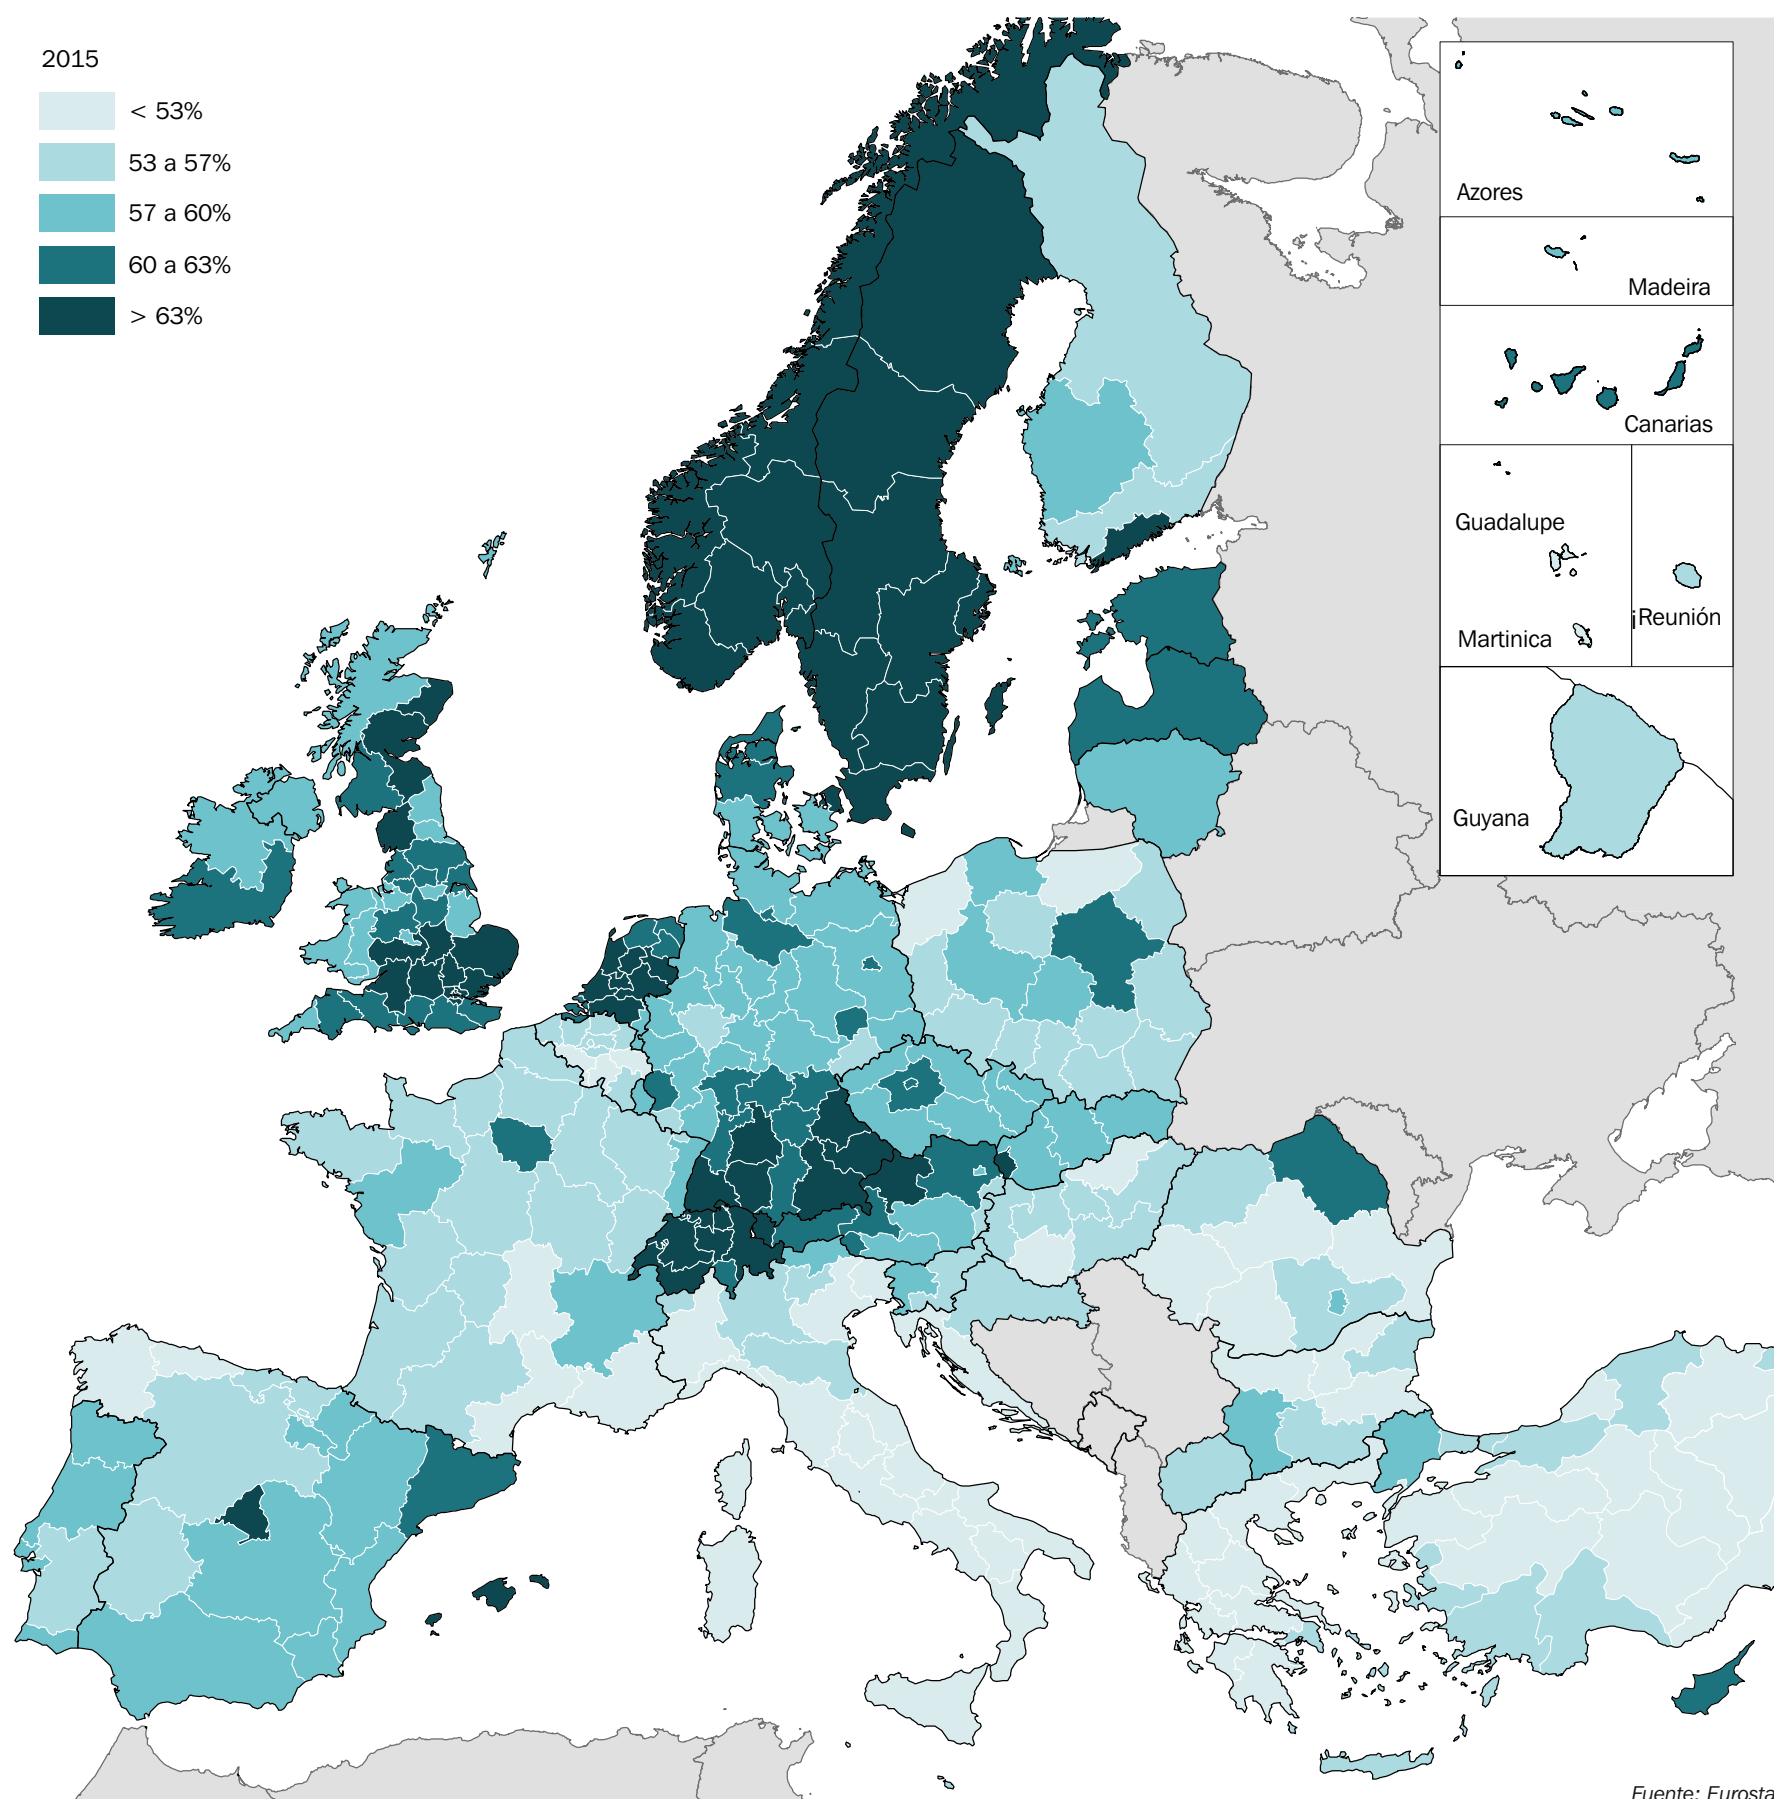 2015
< 53%
53 a 57%
57 a 60%
60 a 63%
> 63%
Azores
Madeira
Canarias
Guadalupe
¡Reunión
Martinica
Guyana
Fuente: Eurosta